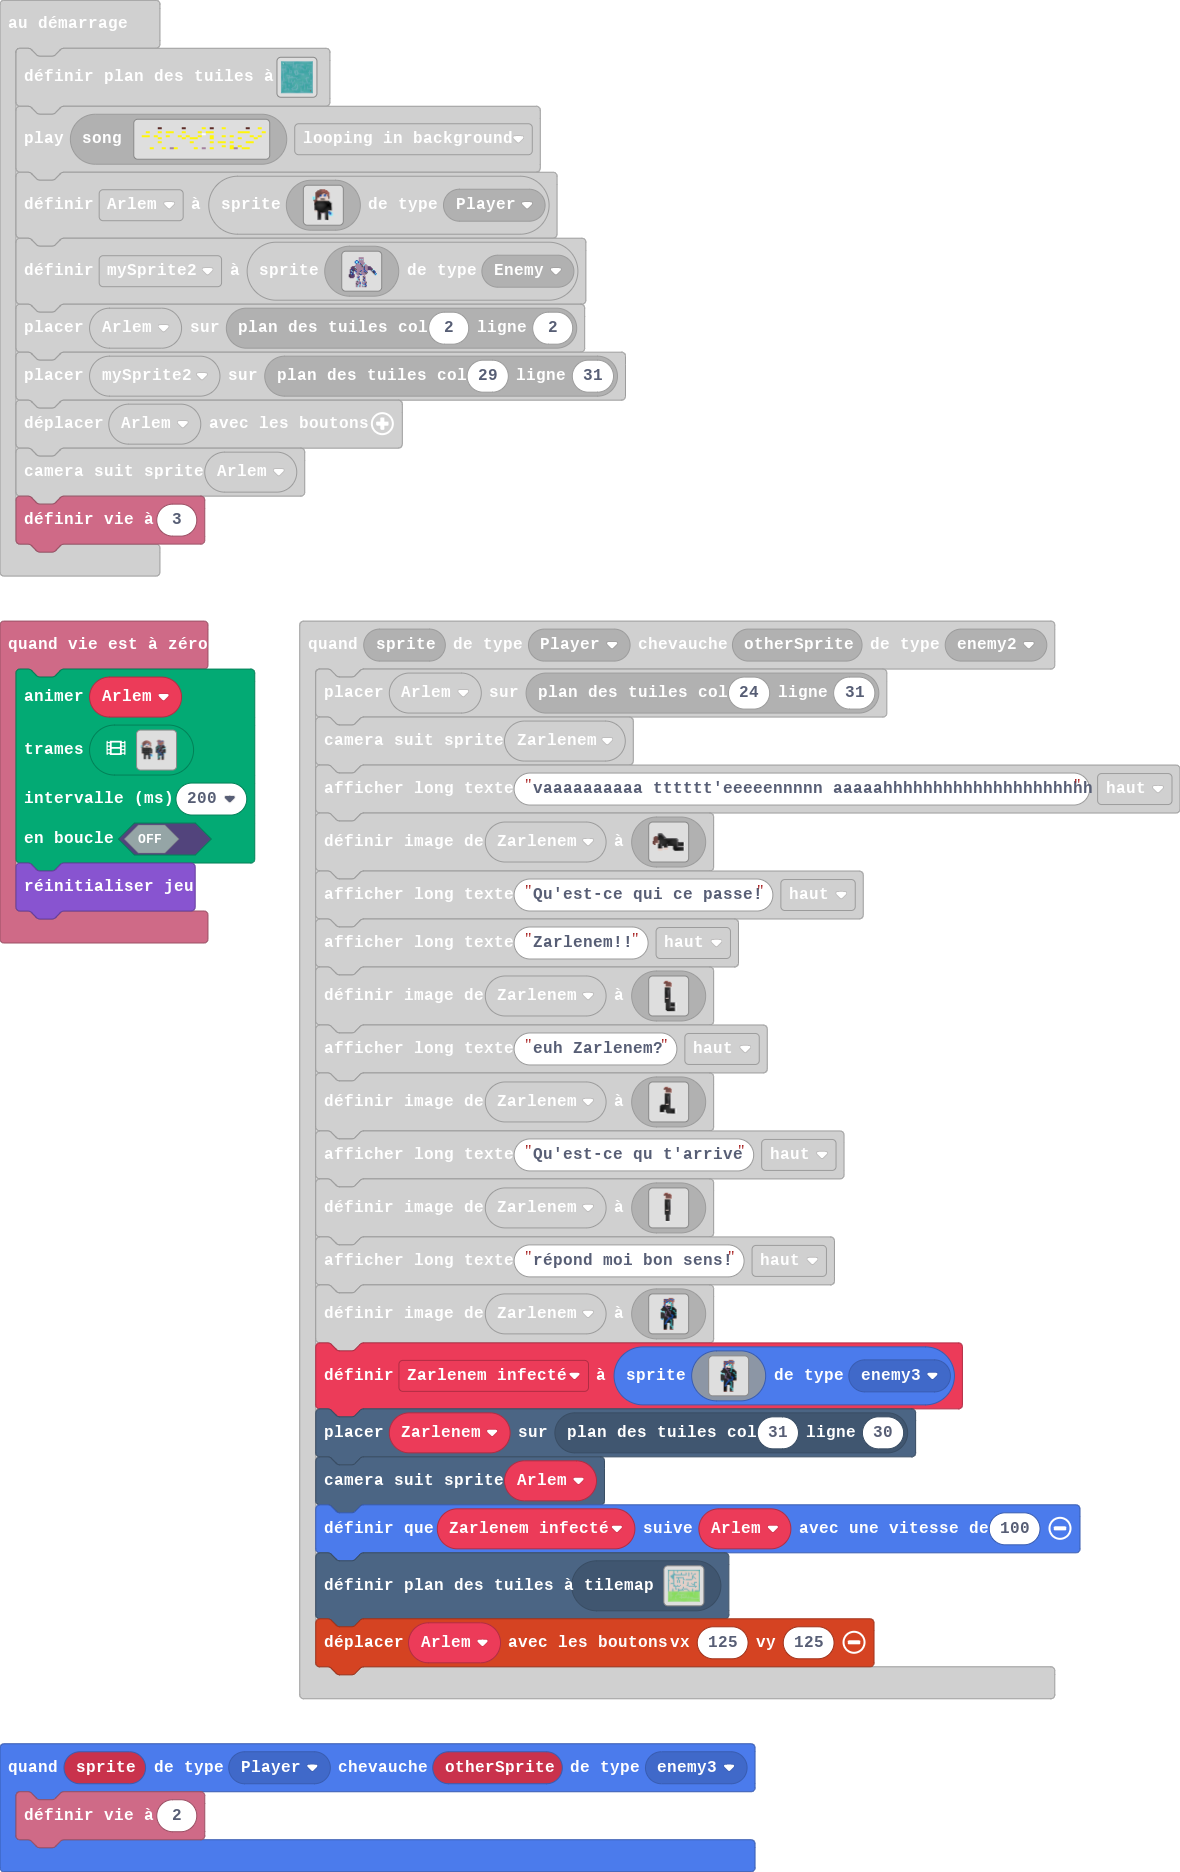 au démarrage
définir plan des tuiles à
play song looping in background
définir Arlem à sprite de type Player
définir mySprite2 à sprite de type Enemy
placer Arlem sur plan des tuiles col 2 ligne 2
placer mySprite2 sur plan des tuiles col 29 ligne 31
déplacer Arlem avec les boutons
camera suit sprite Arlem
définir vie à 3
quand vie est à zéro
animer Arlem
trames
intervalle (ms) 200
en boucle OFF
réinitialiser jeu
quand sprite de type Player chevauche otherSprite de type enemy2
placer Arlem sur plan des tuiles col 24 ligne 31
camera suit sprite Zarlenem
afficher long texte "vaaaaaaaaaa tttttt'eeeeennnnn aaaaahhhhhhhhhhhhhhhhhhhhh" haut
définir image de Zarlenem à
afficher long texte "Qu'est-ce qui ce passe!" haut
afficher long texte "Zarlenem!!" haut
définir image de Zarlenem à
afficher long texte "euh Zarlenem?" haut
définir image de Zarlenem à
afficher long texte "Qu'est-ce qu t'arrive" haut
définir image de Zarlenem à
afficher long texte "répond moi bon sens!" haut
définir image de Zarlenem à
définir Zarlenem infecté à sprite de type enemy3
placer Zarlenem sur plan des tuiles col 31 ligne 30
camera suit sprite Arlem
définir que Zarlenem infecté suive Arlem avec une vitesse de 100
définir plan des tuiles à tilemap
déplacer Arlem avec les boutons vx 125 vy 125
quand sprite de type Player chevauche otherSprite de type enemy3
définir vie à 2